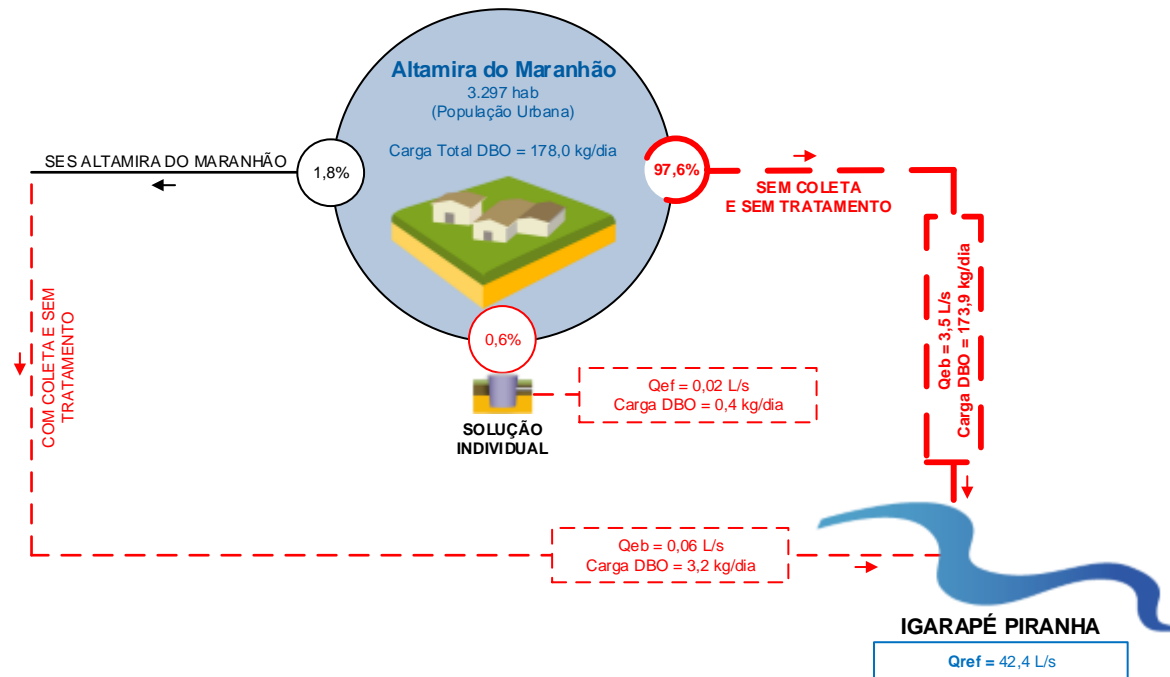 Altamira do Maranhão
3.297 hab
(População Urbana)
Carga Total DBO = 178,0 kg/dia
SES ALTAMIRA DO MARANHÃO
1,8%
97,6%
SEM COLETA
E SEM TRATAMENTO
COM COLETA E SEM
TRATAMENTO
0,6%
SOLUÇÃO
INDIVIDUAL
Qef = 0,02 L/s
Carga DBO = 0,4 kg/dia
Qeb = 3,5 L/s
Carga DBO = 173,9 kg/dia
Qeb = 0,06 L/s
Carga DBO = 3,2 kg/dia
IGARAPÉ PIRANHA
Qref = 42,4 L/s